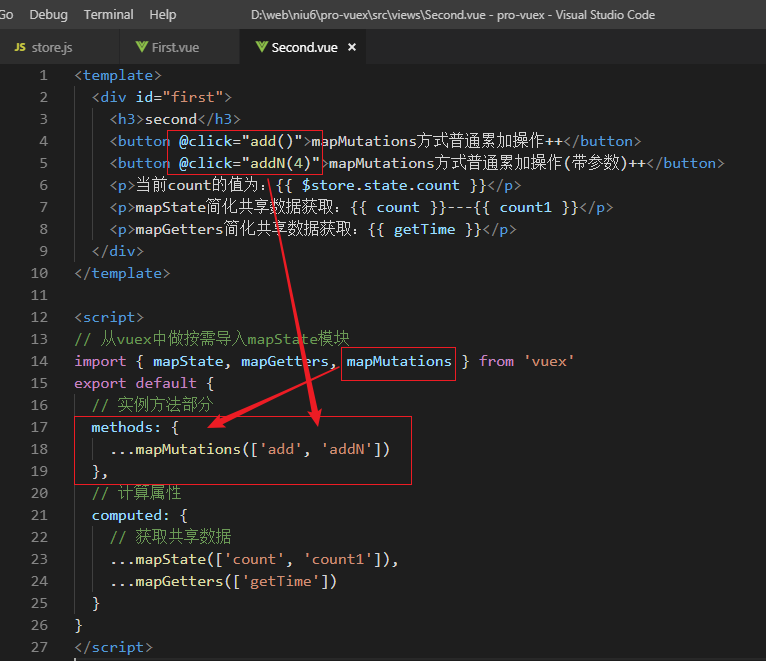 Go Debug Terminal Help D:\web\niu6\pro-vuex\src\views\Second.vue - pro-vuex - Visual Studio Code
JS store.js First.vue Second.vue ×
1 <template>
2 <div id="first">
3 <h3>second</h3>
4 <button @click="add()">mapMutations方式普通累加操作++</button>
5 <button @click="addN(4)">mapMutations方式普通累加操作(带参数)++</button>
6 <p>当前count的值为：{{ $store.state.count }}</p>
7 <p>mapState简化共享数据获取：{{ count }}---{{ count1 }}</p>
8 <p>mapGetters简化共享数据获取：{{ getTime }}</p>
9 </div>
10 </template>
11
12 <script>
13 // 从vuex中做按需导入mapState模块
14 import { mapState, mapGetters, mapMutations } from 'vuex'
15 export default {
16 // 实例方法部分
17 methods: {
18 ...mapMutations(['add', 'addN'])
19 },
20 // 计算属性
21 computed: {
22 // 获取共享数据
23 ...mapState(['count', 'count1']),
24 ...mapGetters(['getTime'])
25 }
26 }
27 </script>